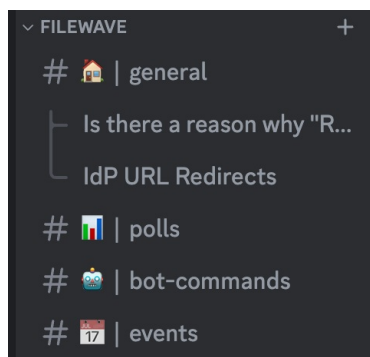 FILEWAVE +
# 🏠 | general
Is there a reason why "R...
IdP URL Redirects
# 📊 | polls
# 🤖 | bot-commands
# 📅 | events